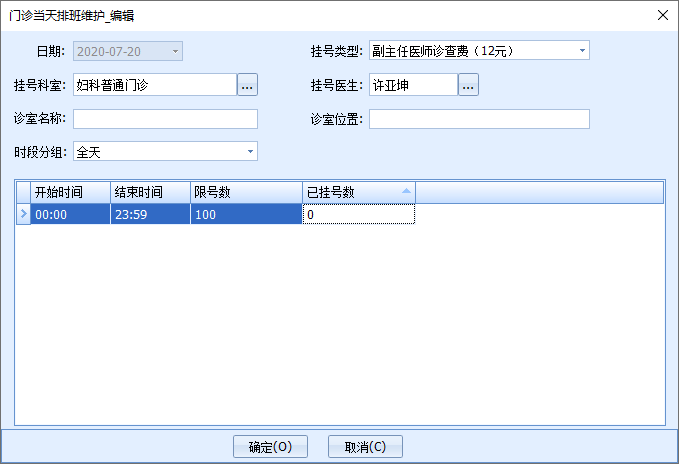 门诊当天排班维护_编辑
日期: 2020-07-20 挂号类型: 副主任医师诊查费（12元）
挂号科室: 妇科普通门诊 ... 挂号医生: 许亚坤 ...
诊室名称: 诊室位置:
时段分组: 全天
开始时间 结束时间 限号数 已挂号数
00:00 23:59 100 0
确定(O) 取消(C)